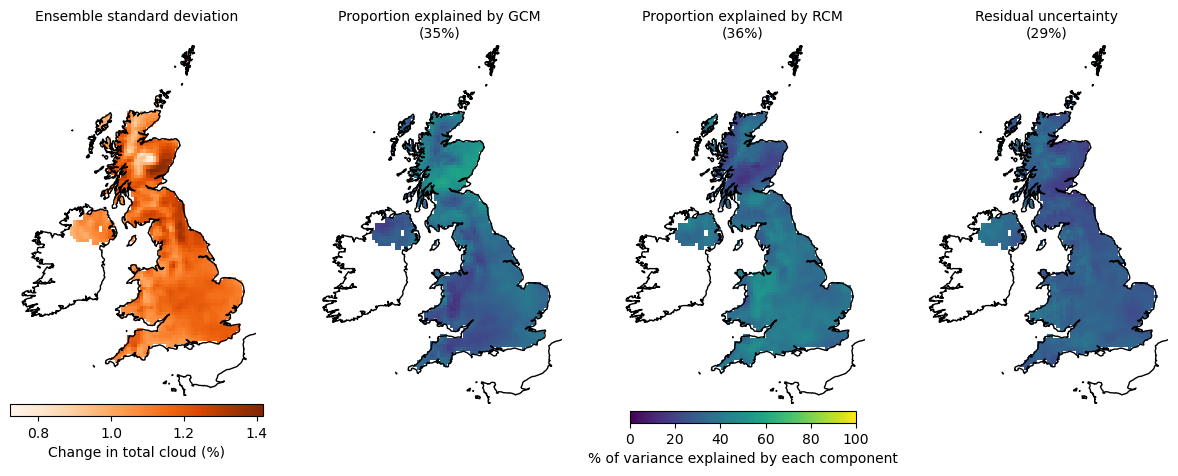 Ensemble standard deviation
Proportion explained by GCM
(35%)
Proportion explained by RCM
(36%)
Residual uncertainty
(29%)
0.8 1.0 1.2 1.4
Change in total cloud (%)
0 20 40 60 80 100
% of variance explained by each component